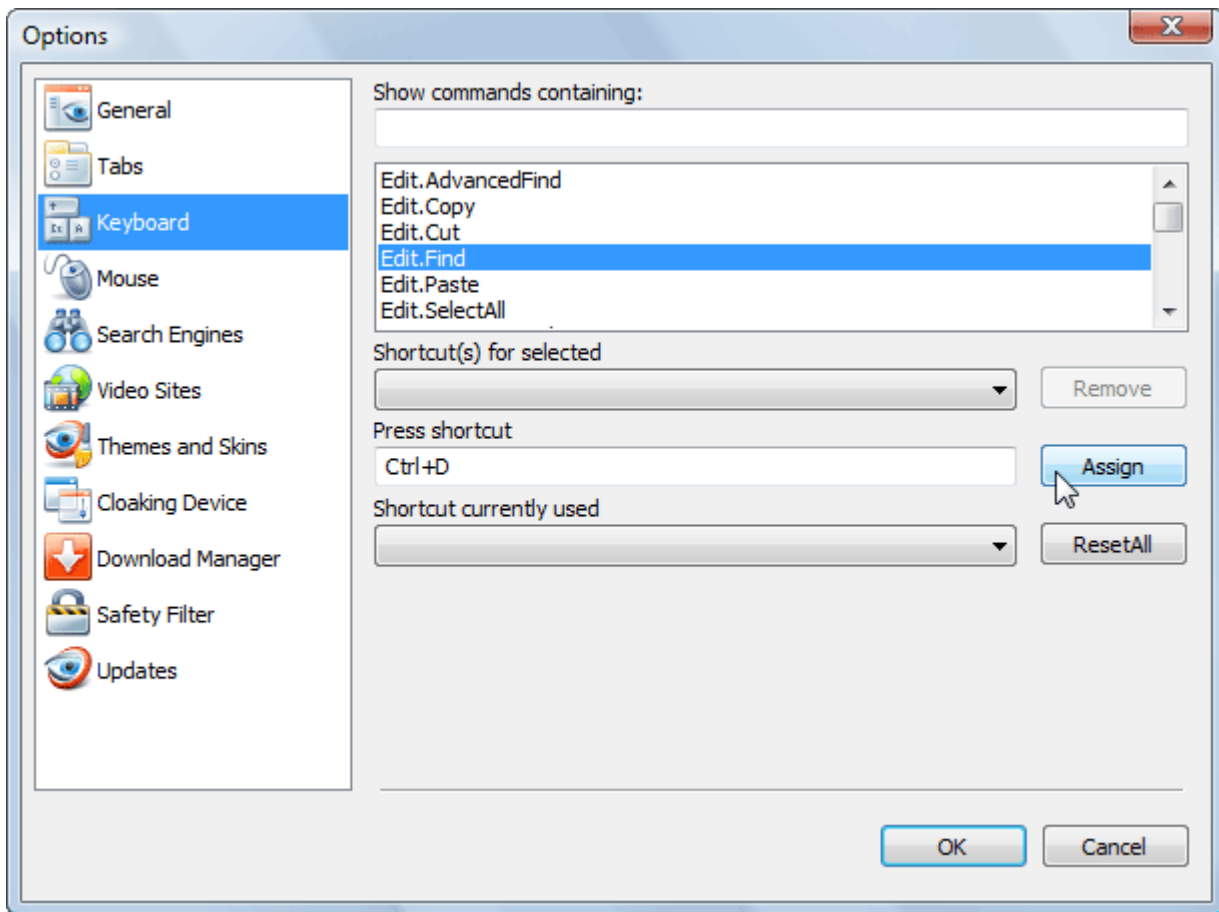 Options
General
Tabs
Keyboard
Mouse
Search Engines
Video Sites
Themes and Skins
Cloaking Device
Download Manager
Safety Filter
Updates
Show commands containing:
Edit.AdvancedFind
Edit.Copy
Edit.Cut
Edit.Find
Edit.Paste
Edit.SelectAll
Shortcut(s) for selected
Remove
Press shortcut
Ctrl+D
Assign
Shortcut currently used
ResetAll
OK
Cancel